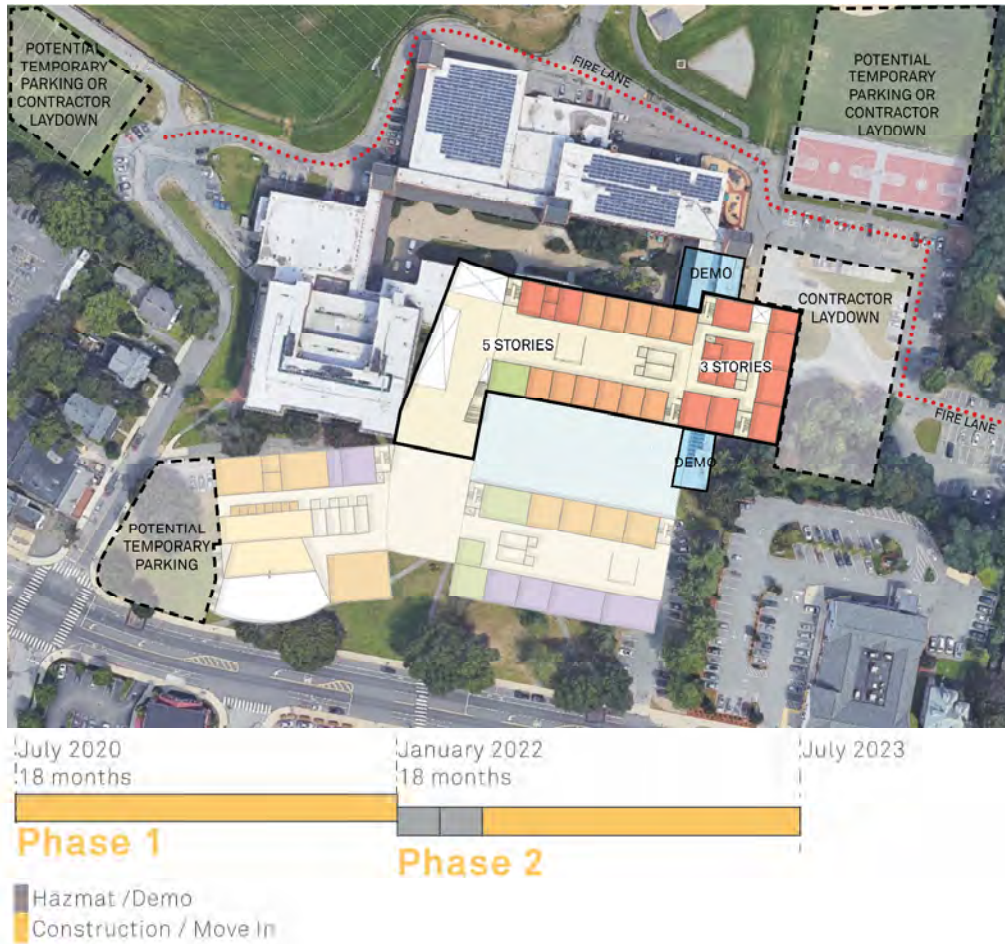 POTENTIAL
TEMPORARY
PARKING OR
CONTRACTOR
LAYDOWN
FIRE LANE
POTENTIAL
TEMPORARY
PARKING OR
CONTRACTOR
LAYDOWN
DEMO
CONTRACTOR
LAYDOWN
5 STORIES
3 STORIES
FIRE LANE
DEMO
POTENTIAL
TEMPORARY
PARKING
July 2020
18 months
January 2022
18 months
July 2023
Phase 1
Phase 2
Hazmat /Demo
Construction / Move In